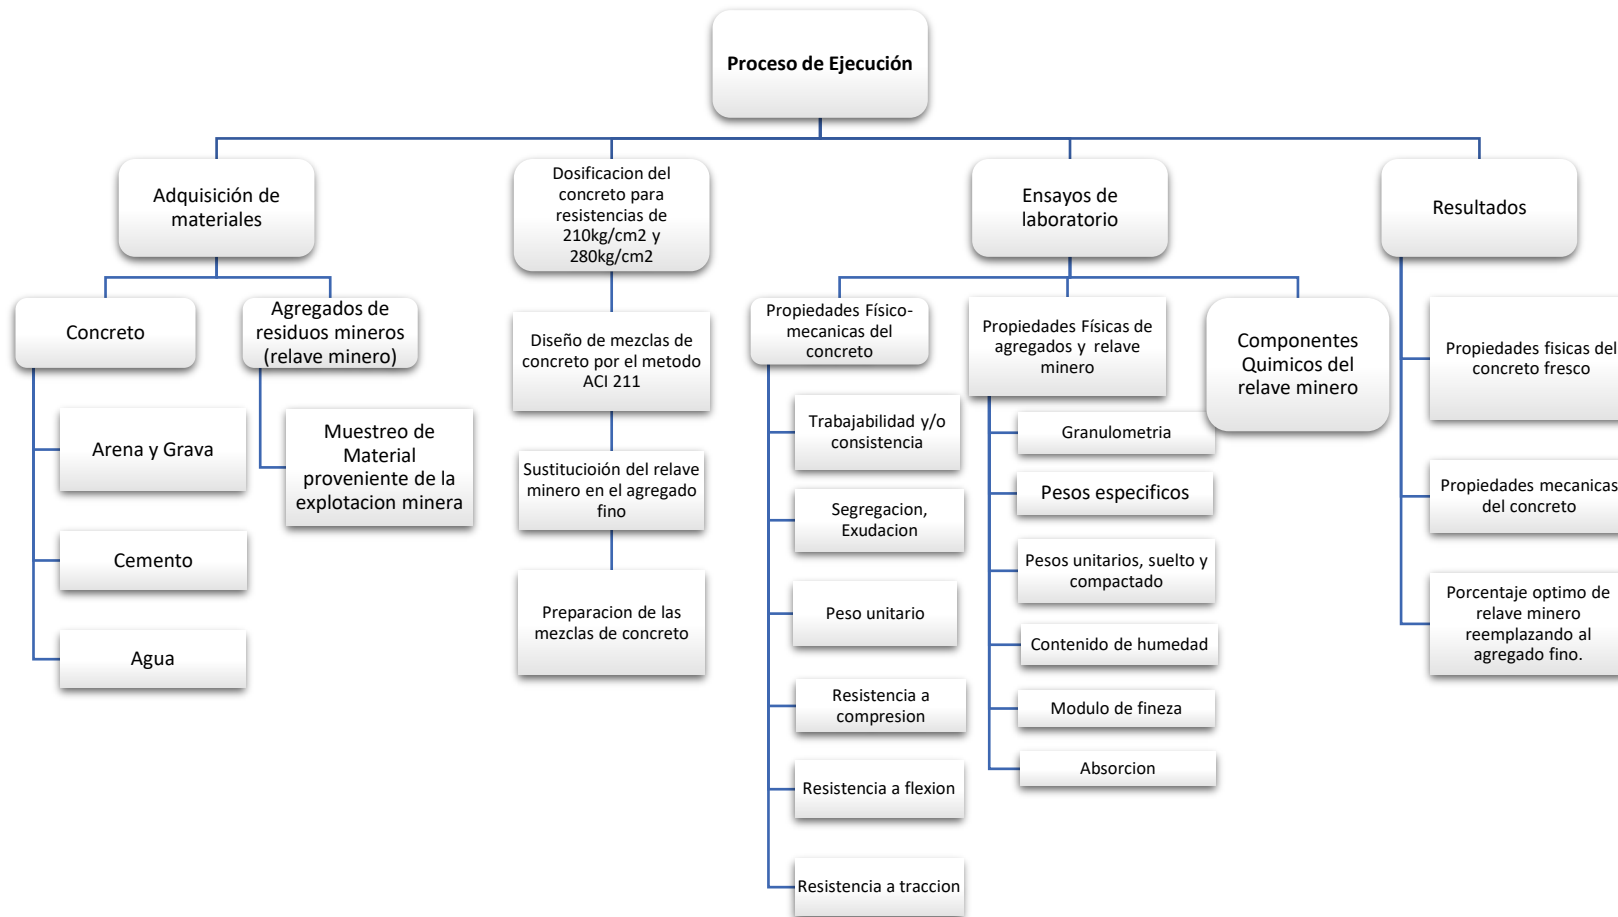 Proceso de Ejecución
Adquisición de
materiales
Concreto
Arena y Grava
Cemento
Agua
Agregados de
residuos mineros
(relave minero)
Muestreo de
Material
proveniente de la
explotacion minera
Dosificacion del
concreto para
resistencias de
210kg/cm2 y
280kg/cm2
Diseño de mezclas de
concreto por el metodo
ACI 211
Sustitucioión del relave
minero en el agregado
fino
Preparacion de las
mezclas de concreto
Ensayos de
laboratorio
Propiedades Físico-
mecanicas del
concreto
Trabajabilidad y/o
consistencia
Segregacion,
Exudacion
Peso unitario
Resistencia a
compresion
Resistencia a flexion
Resistencia a traccion
Propiedades Físicas de
agregados y relave
minero
Granulometria
Pesos especificos
Pesos unitarios, suelto y
compactado
Contenido de humedad
Modulo de fineza
Absorcion
Componentes
Quimicos del
relave minero
Resultados
Propiedades fisicas del
concreto fresco
Propiedades mecanicas
del concreto
Porcentaje optimo de
relave minero
reemplazando al
agregado fino.